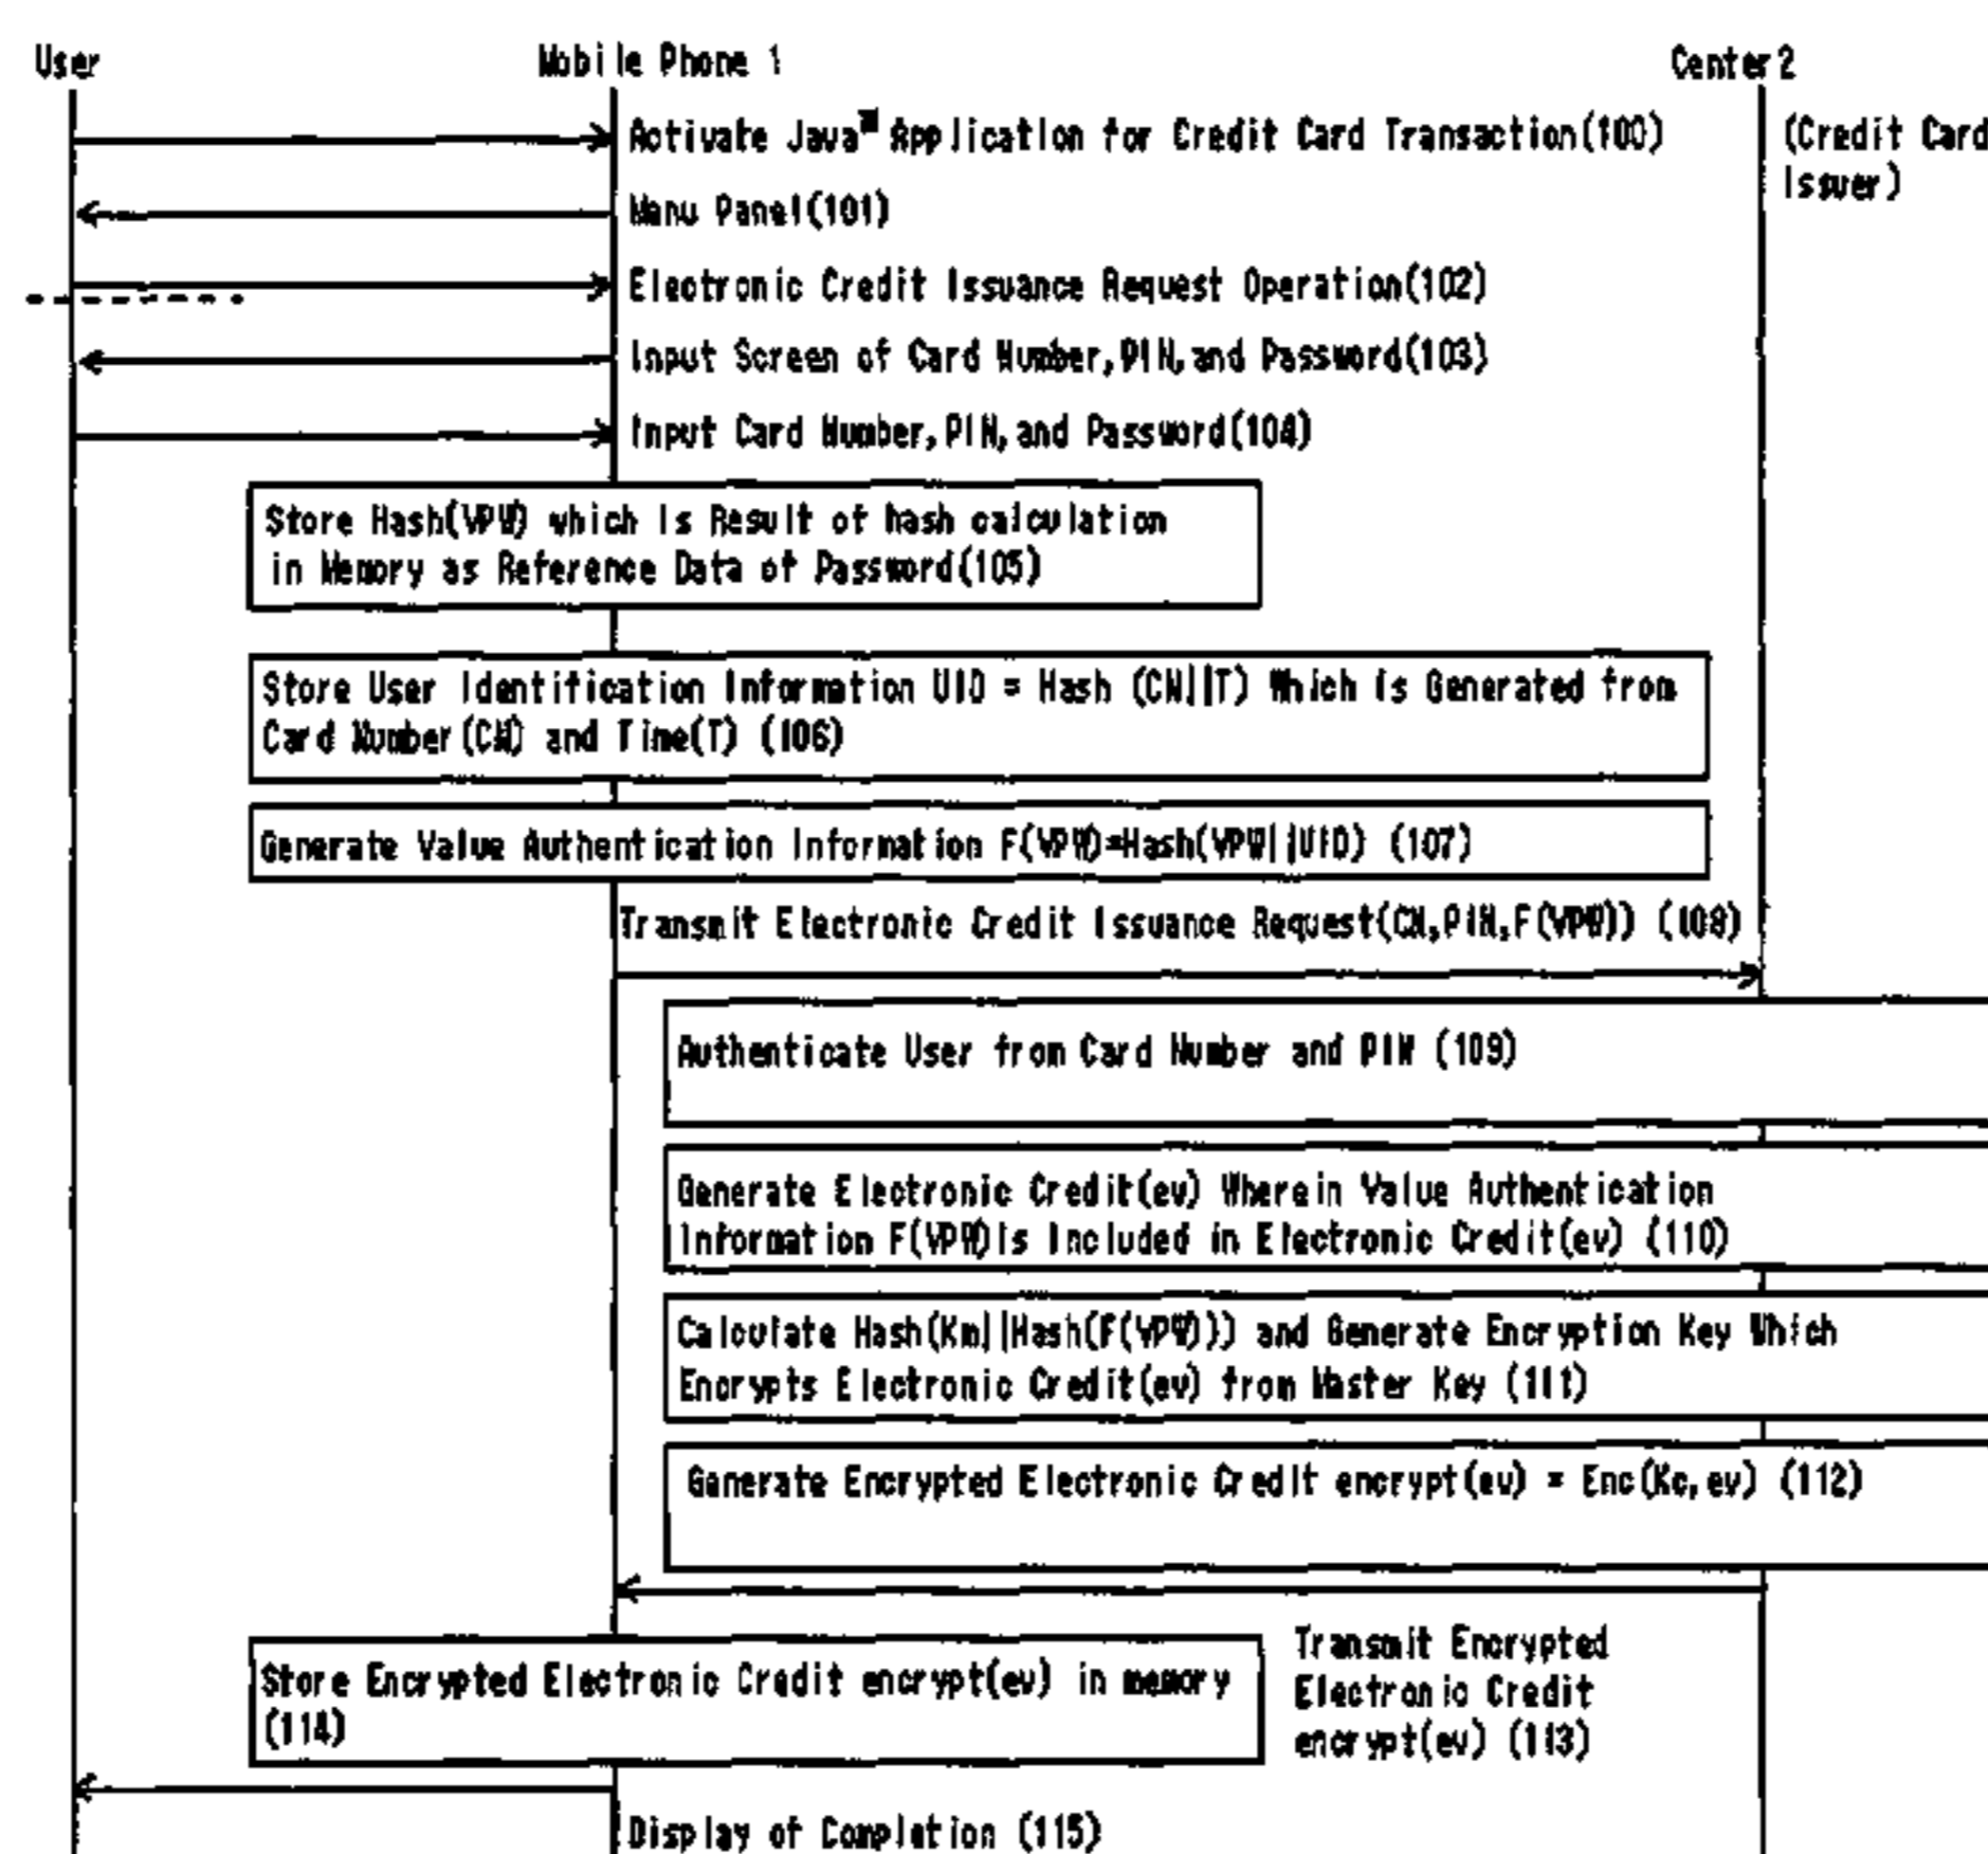 User
Mobile Phone 1
Center2
Activate Java™ Application for Credit Card Transaction(100)
(Credit Card
Issuer)
Menu Panel(101)
Electronic Credit Issuance Request Operation(102)
Input Screen of Card Number,PIN,and Password(103)
Input Card Number,PIN,and Password(104)
Store Hash(VPW) which is Result of hash calculation
in Memory as Reference Data of Password(105)
Store User Identification Information UID = Hash (CN||T) Which is Generated from
Card Number(CN) and Time(T) (106)
Generate Value Authentication Information F(VPW)=Hash(VPW||UID) (107)
Transmit Electronic Credit Issuance Request(CN,PIN,F(VPW)) (108)
Authenticate User from Card Number and PIN (109)
Generate Electronic Credit(ev) Wherein Value Authentication
Information F(VPW)is Included in Electronic Credit(ev) (110)
Calculate Hash(Km||Hash(F(VPW))) and Generate Encryption Key Which
Encrypts Electronic Credit(ev) from Master Key (111)
Generate Encrypted Electronic Credit encrypt(ev) = Enc(Kc,ev) (112)
Transmit Encrypted
Electronic Credit
encrypt(ev) (113)
Store Encrypted Electronic Credit encrypt(ev) in memory
(114)
Display of Completion (115)